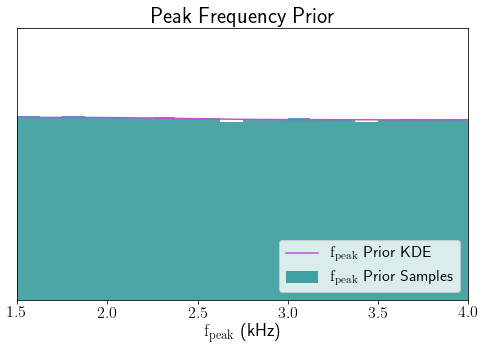 Peak Frequency Prior
f_peak Prior KDE
f_peak Prior Samples
1.5 2.0 2.5 3.0 3.5 4.0
f_peak (kHz)